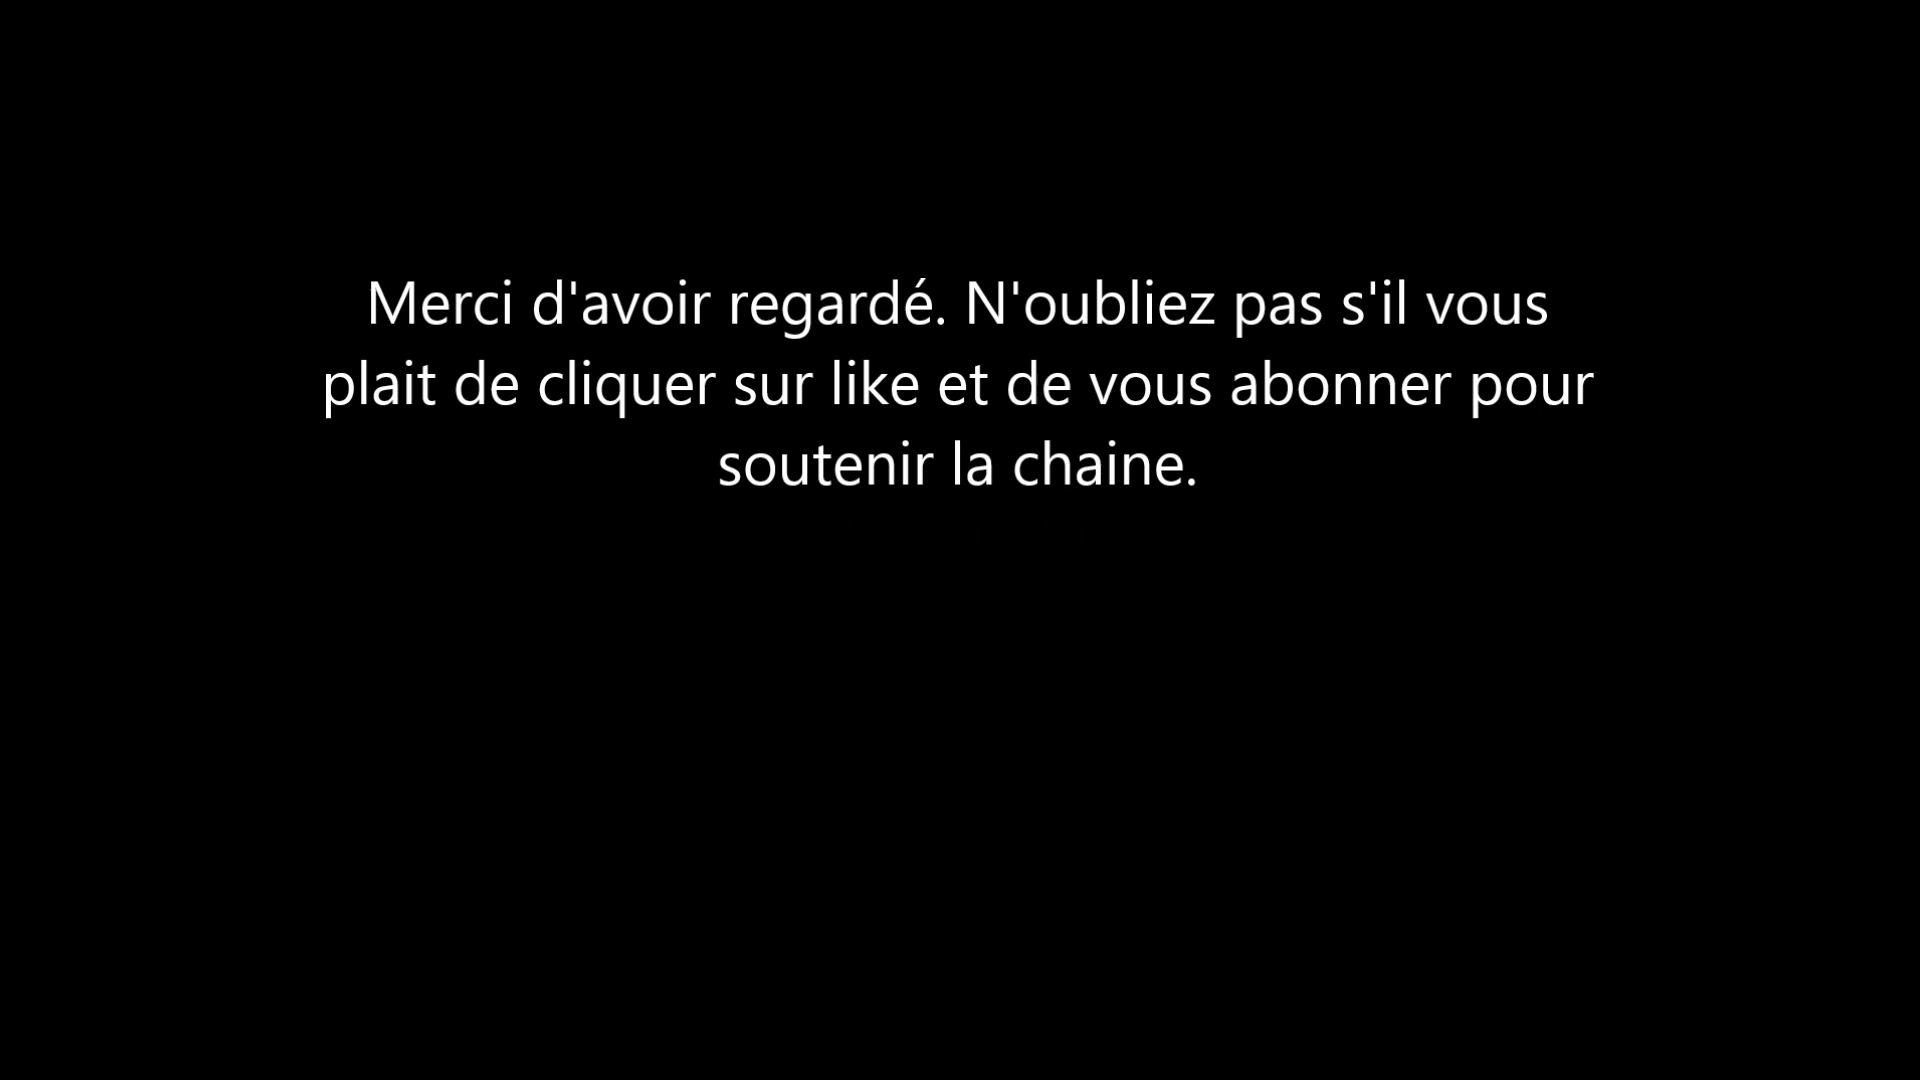 Merci d'avoir regardé. N'oubliez pas s'il vous
plait de cliquer sur like et de vous abonner pour
soutenir la chaine.